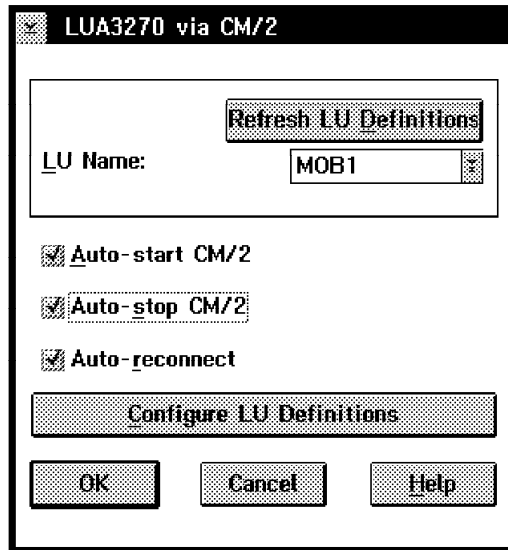 LUA3270 via CM/2
Refresh LU Definitions
LU Name:
MOB1
Auto-start CM/2
Auto-stop CM/2
Auto-reconnect
Configure LU Definitions
OK
Cancel
Help